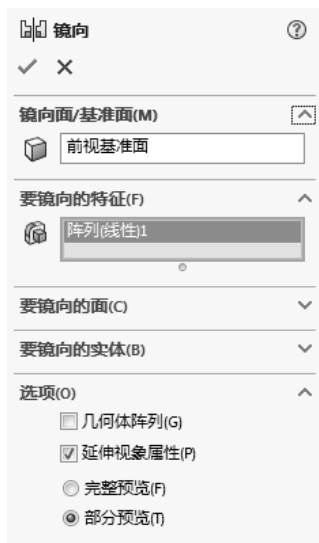 镜向
镜向面/基准面(M)
前视基准面
要镜向的特征(F)
阵列(线性)1
要镜向的面(C)
要镜向的实体(B)
选项(O)
几何体阵列(G)
延伸视象属性(P)
完整预览(F)
部分预览(T)